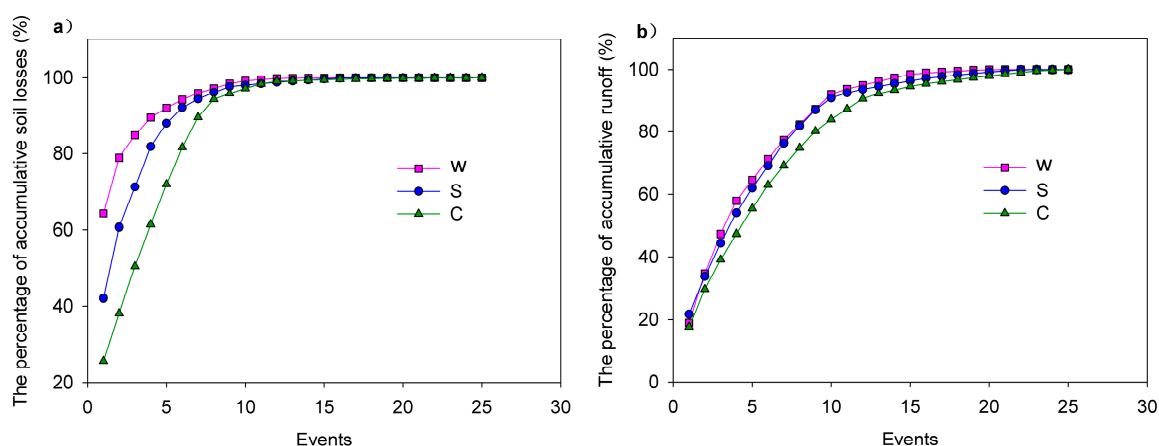 a）
The percentage of accumulative soil losses (%)
100
80
60
40
20
0
5
10
15
20
25
30
Events
W
S
C
b）
The percentage of accumulative runoff (%)
100
80
60
40
20
0
0
5
10
15
20
25
30
Events
W
S
C